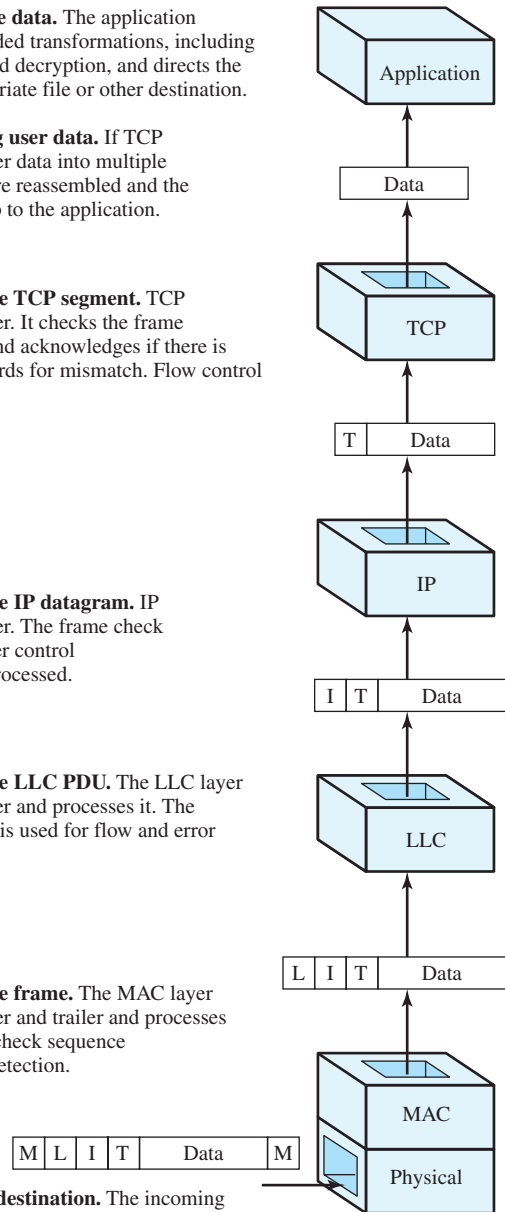 e data. The application
ded transformations, including
d decryption, and directs the
riate file or other destination.
Application
g user data. If TCP
er data into multiple
re reassembled and the
p to the application.
Data
e TCP segment. TCP
er. It checks the frame
nd acknowledges if there is
rds for mismatch. Flow control
TCP
T Data
IP
e IP datagram. IP
er. The frame check
er control
rocessed.
I T Data
e LLC PDU. The LLC layer
er and processes it. The
is used for flow and error
LLC
L I T Data
e frame. The MAC layer
er and trailer and processes
check sequence
etection.
MAC
M L I T Data M
Physical
destination. The incoming